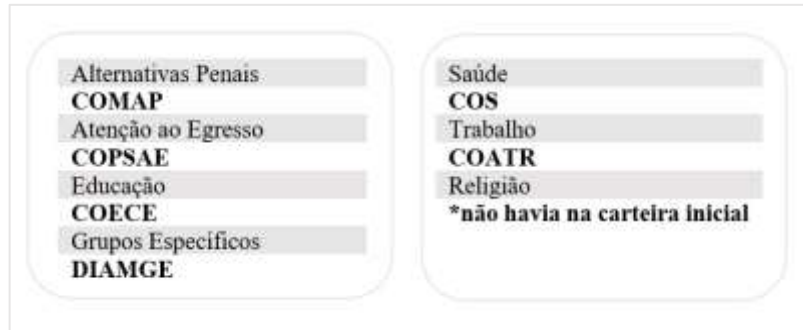 Alternativas Penais
COMAP
Atenção ao Egresso
COPSAE
Educação
COECE
Grupos Específicos
DIAMGE
Saúde
COS
Trabalho
COATR
Religião
*não havia na carteira inicial